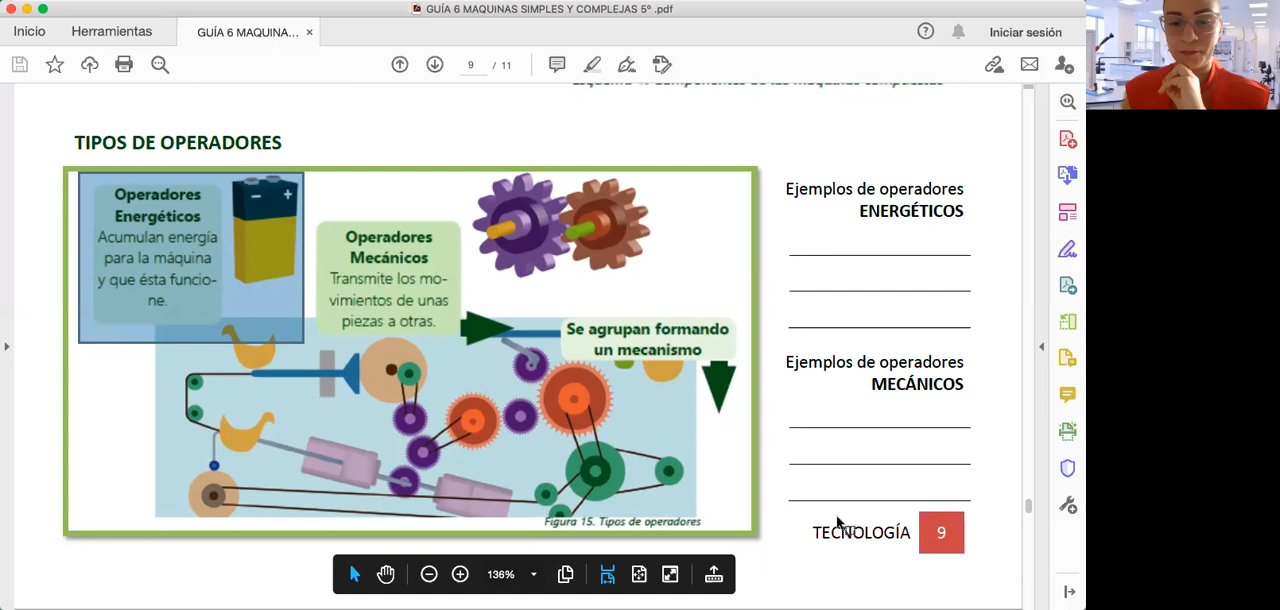 GUÍA 6 MAQUINAS SIMPLES Y COMPLEJAS 5º .pdf
Inicio
Herramientas
GUÍA 6 MAQUINA... ×
Iniciar sesión
9 / 11
TIPOS DE OPERADORES
Operadores
Energéticos
Acumulan energía
para la máquina
y que ésta funcio-
ne.
Operadores
Mecánicos
Transmite los mo-
vimientos de unas
piezas a otras.
Se agrupan formando
un mecanismo
Figura 15. Tipos de operadores
Ejemplos de operadores
ENERGÉTICOS
Ejemplos de operadores
MECÁNICOS
TECNOLOGÍA 9
136%